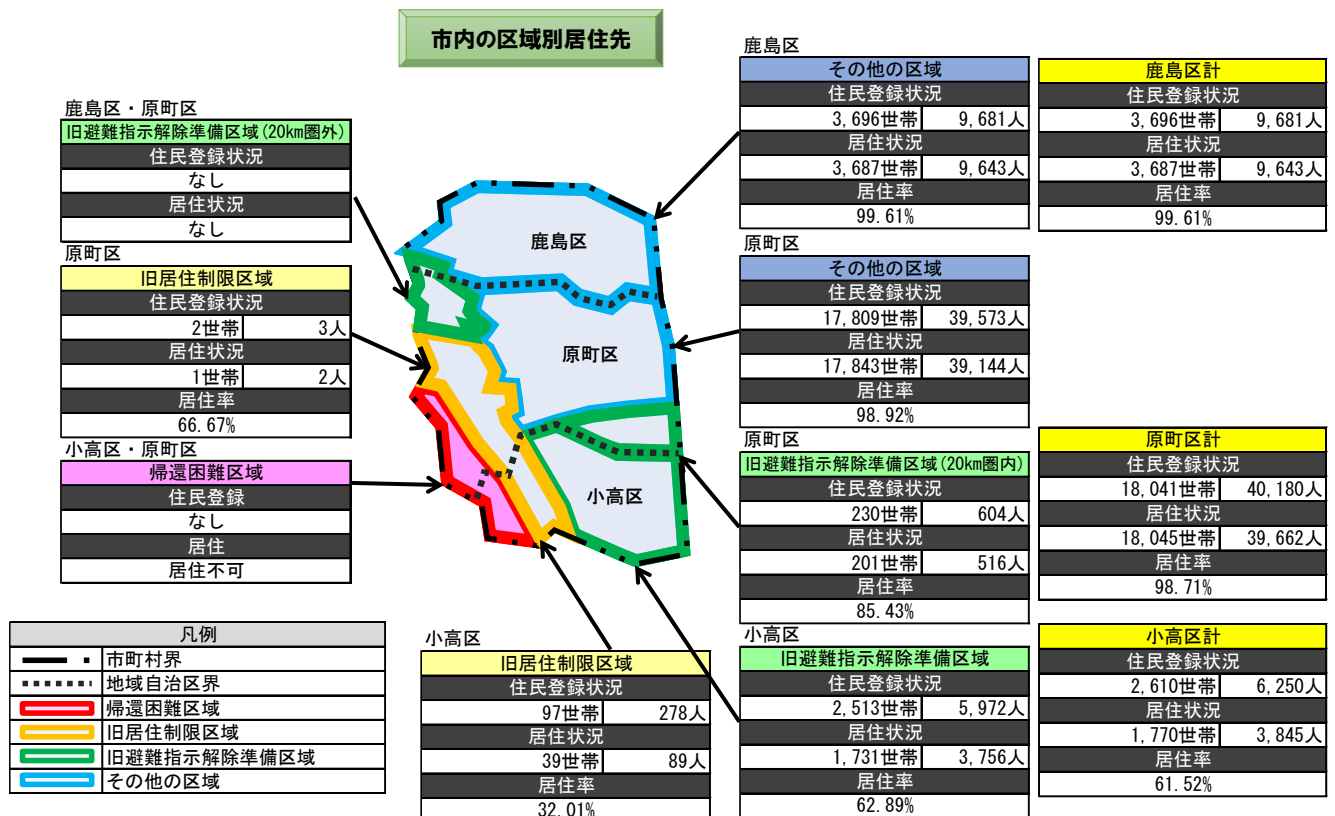 市内の区域別居住先
鹿島区・原町区
旧避難指示解除準備区域(20km圏外)
住民登録状況
なし
居住状況
なし
原町区
旧居住制限区域
住民登録状況
2世帯 3人
居住状況
1世帯 2人
居住率
66.67%
小高区・原町区
帰還困難区域
住民登録
なし
居住
居住不可
鹿島区
原町区
小高区
鹿島区
その他の区域
住民登録状況
3,696世帯 9,681人
居住状況
3,687世帯 9,643人
居住率
99.61%
鹿島区計
住民登録状況
3,696世帯 9,681人
居住状況
3,687世帯 9,643人
居住率
99.61%
原町区
その他の区域
住民登録状況
17,809世帯 39,573人
居住状況
17,843世帯 39,144人
居住率
98.92%
原町区
旧避難指示解除準備区域(20km圏内)
住民登録状況
230世帯 604人
居住状況
201世帯 516人
居住率
85.43%
原町区計
住民登録状況
18,041世帯 40,180人
居住状況
18,045世帯 39,662人
居住率
98.71%
凡例
市町村界
地域自治区界
帰還困難区域
旧居住制限区域
旧避難指示解除準備区域
その他の区域
小高区
旧居住制限区域
住民登録状況
97世帯 278人
居住状況
39世帯 89人
居住率
32.01%
小高区
旧避難指示解除準備区域
住民登録状況
2,513世帯 5,972人
居住状況
1,731世帯 3,756人
居住率
62.89%
小高区計
住民登録状況
2,610世帯 6,250人
居住状況
1,770世帯 3,845人
居住率
61.52%